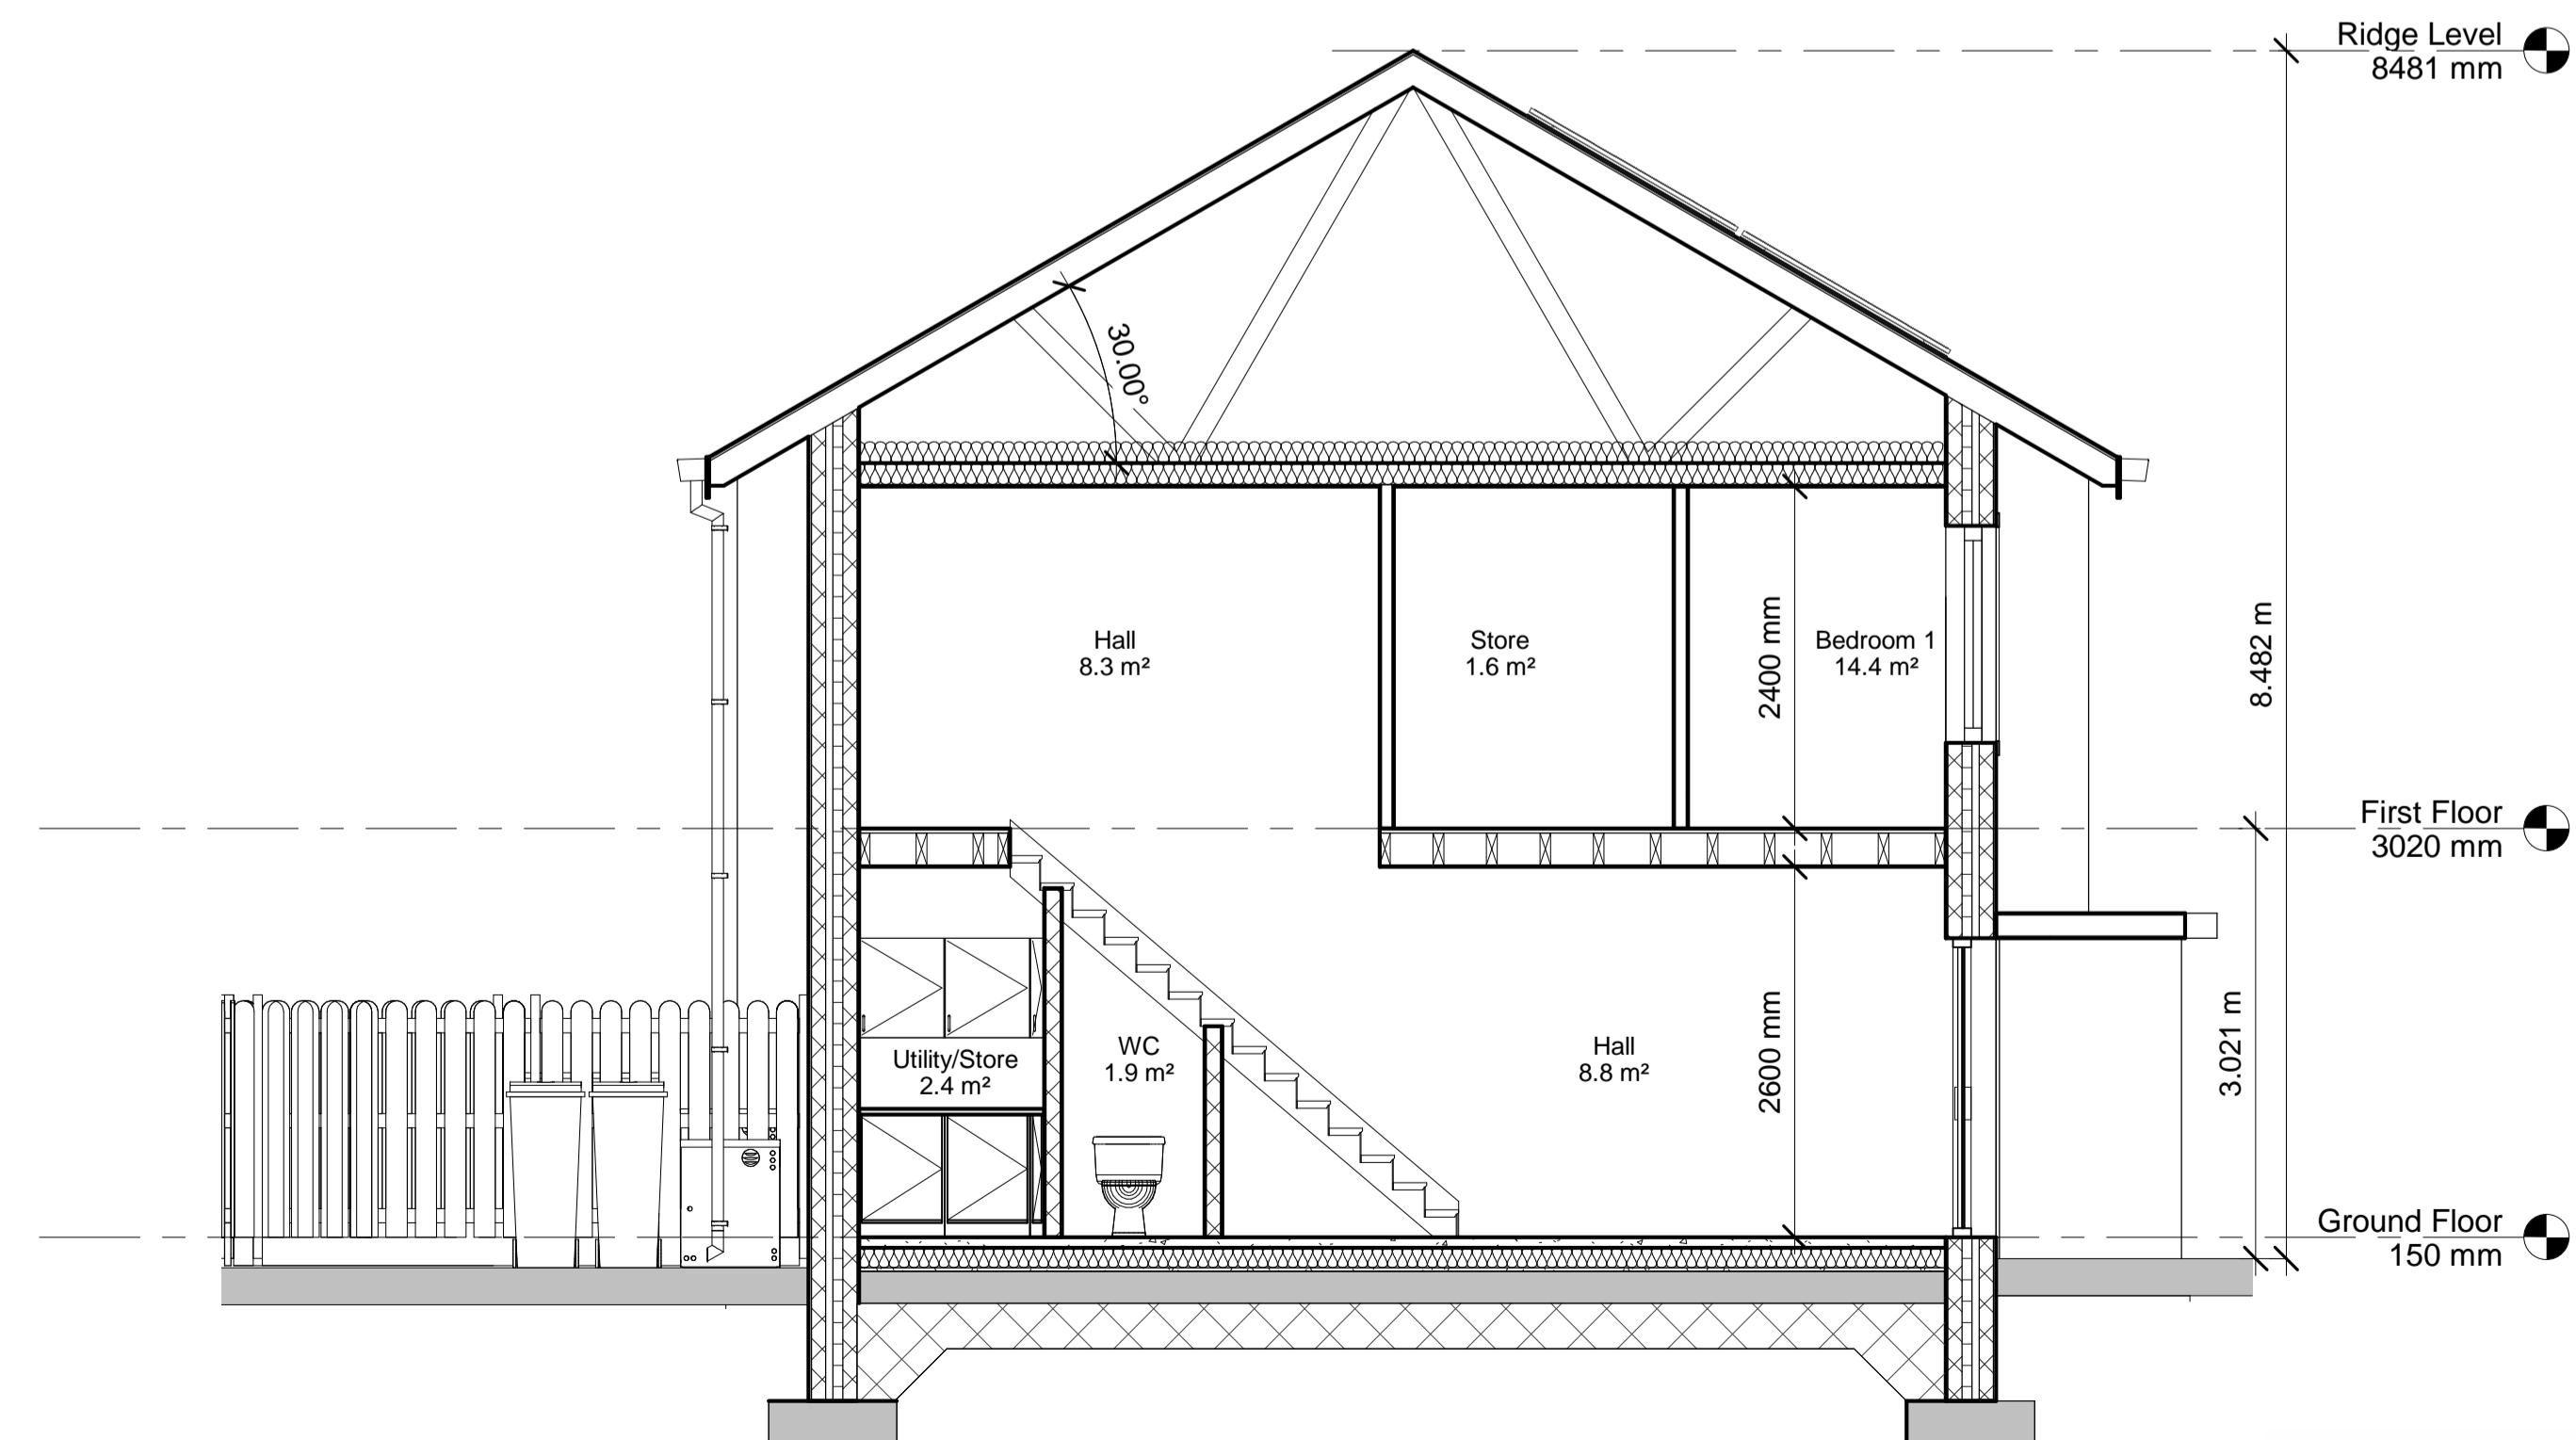 Ridge Level
8481 mm
30.00°
Hall
8.3 m²
Store
1.6 m²
2400 mm
Bedroom 1
14.4 m²
8.482 m
First Floor
3020 mm
Utility/Store
2.4 m²
WC
1.9 m²
Hall
8.8 m²
2600 mm
3.021 m
Ground Floor
150 mm